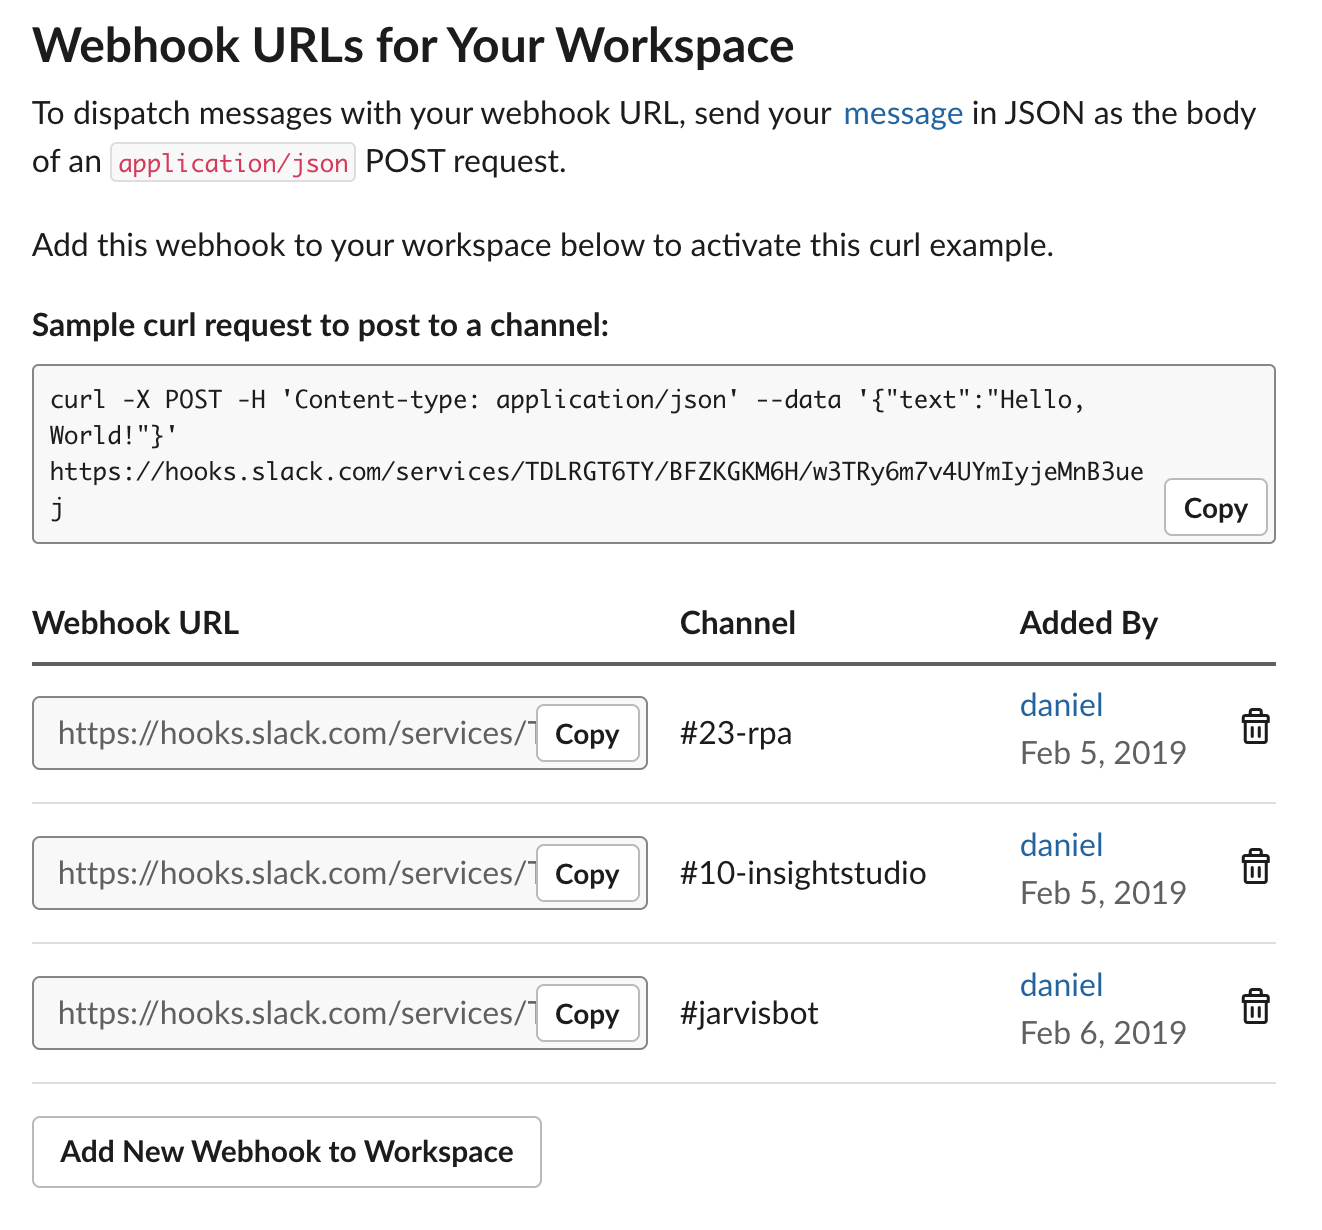 Webhook URLs for Your Workspace
To dispatch messages with your webhook URL, send your message in JSON as the body
of an application/json POST request.
Add this webhook to your workspace below to activate this curl example.
Sample curl request to post to a channel:
curl -X POST -H 'Content-type: application/json' --data '{"text":"Hello,
World!"}'
https://hooks.slack.com/services/TDLRGT6TY/BFZKGKM6H/w3TRy6m7v4UYmIyjeMnB3ue
j
Copy
Webhook URL Channel Added By
https://hooks.slack.com/services/T Copy #23-rpa daniel
Feb 5, 2019
https://hooks.slack.com/services/T Copy #10-insightstudio daniel
Feb 5, 2019
https://hooks.slack.com/services/T Copy #jarvisbot daniel
Feb 6, 2019
Add New Webhook to Workspace